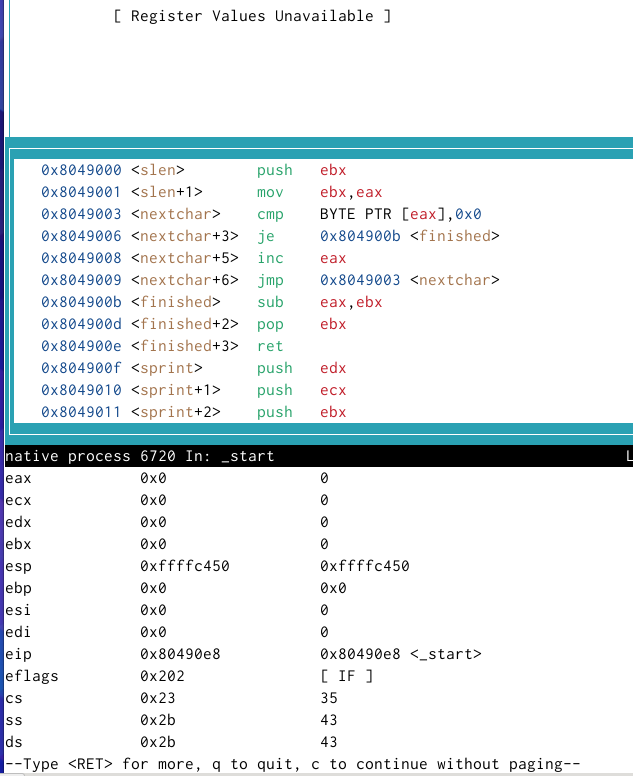 [ Register Values Unavailable ]
0x8049000 <slen> push ebx
0x8049001 <slen+1> mov ebx,eax
0x8049003 <nextchar> cmp BYTE PTR [eax],0x0
0x8049006 <nextchar+3> je 0x804900b <finished>
0x8049008 <nextchar+5> inc eax
0x8049009 <nextchar+6> jmp 0x8049003 <nextchar>
0x804900b <finished> sub eax,ebx
0x804900d <finished+2> pop ebx
0x804900e <finished+3> ret
0x804900f <sprint> push edx
0x8049010 <sprint+1> push ecx
0x8049011 <sprint+2> push ebx
native process 6720 In: _start L
eax 0x0 0
ecx 0x0 0
edx 0x0 0
ebx 0x0 0
esp 0xffffc450 0xffffc450
ebp 0x0 0x0
esi 0x0 0
edi 0x0 0
eip 0x80490e8 0x80490e8 <_start>
eflags 0x202 [ IF ]
cs 0x23 35
ss 0x2b 43
ds 0x2b 43
--Type <RET> for more, q to quit, c to continue without paging--